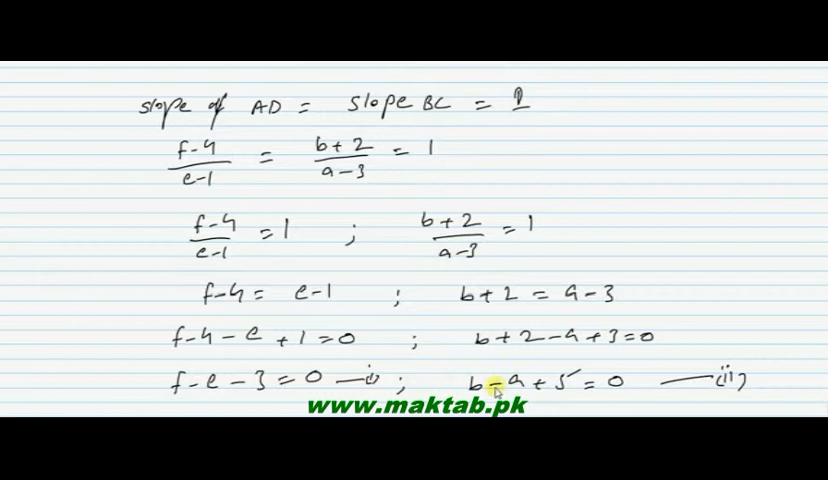 slope of AD = slope BC = 1
f-4/e-1 = b+2/a-3 = 1
f-4/e-1 = 1 ; b+2/a-3 = 1
f-4 = e-1 ; b+2 = a-3
f-4-e+1=0 ; b+2-a+3=0
f-e-3=0 —(i) ; b-a+5=0 —(ii)
www.maktab.pk